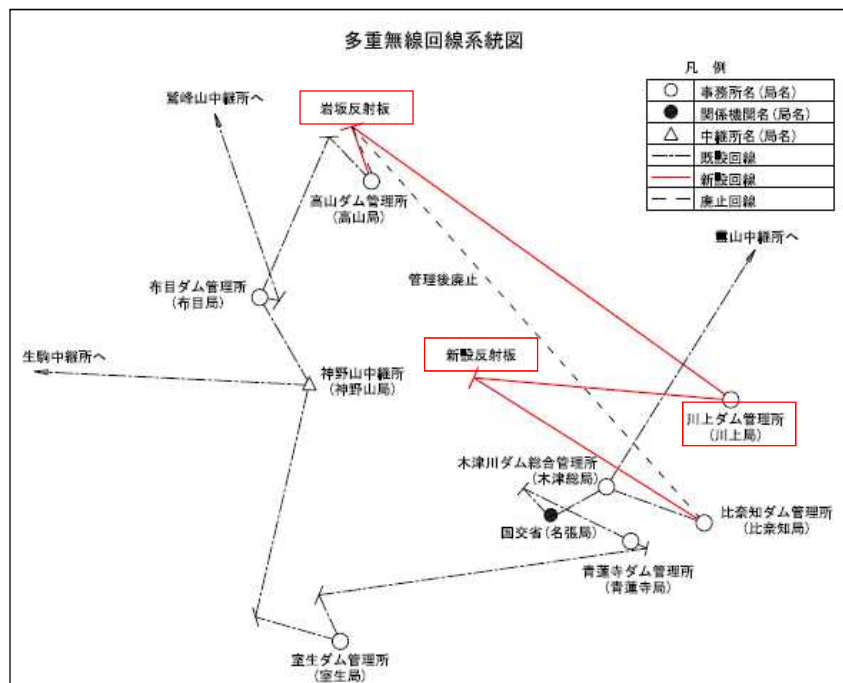 多重無線回線系統図
凡 例
事務所名(局名)
関係機関名(局名)
中継所名(局名)
既設回線
新設回線
廃止回線
鷲峰山中継所へ
岩坂反射板
高山ダム管理所
(高山局)
霊山中継所へ
管理後廃止
布目ダム管理所
(布目局)
生駒中継所へ
神野山中継所
(神野山局)
新設反射板
川上ダム管理所
(川上局)
木津川ダム総合管理所
(木津総局)
比奈知ダム管理所
(比奈知局)
国交省(名張局)
青蓮寺ダム管理所
(青蓮寺局)
室生ダム管理所
(室生局)